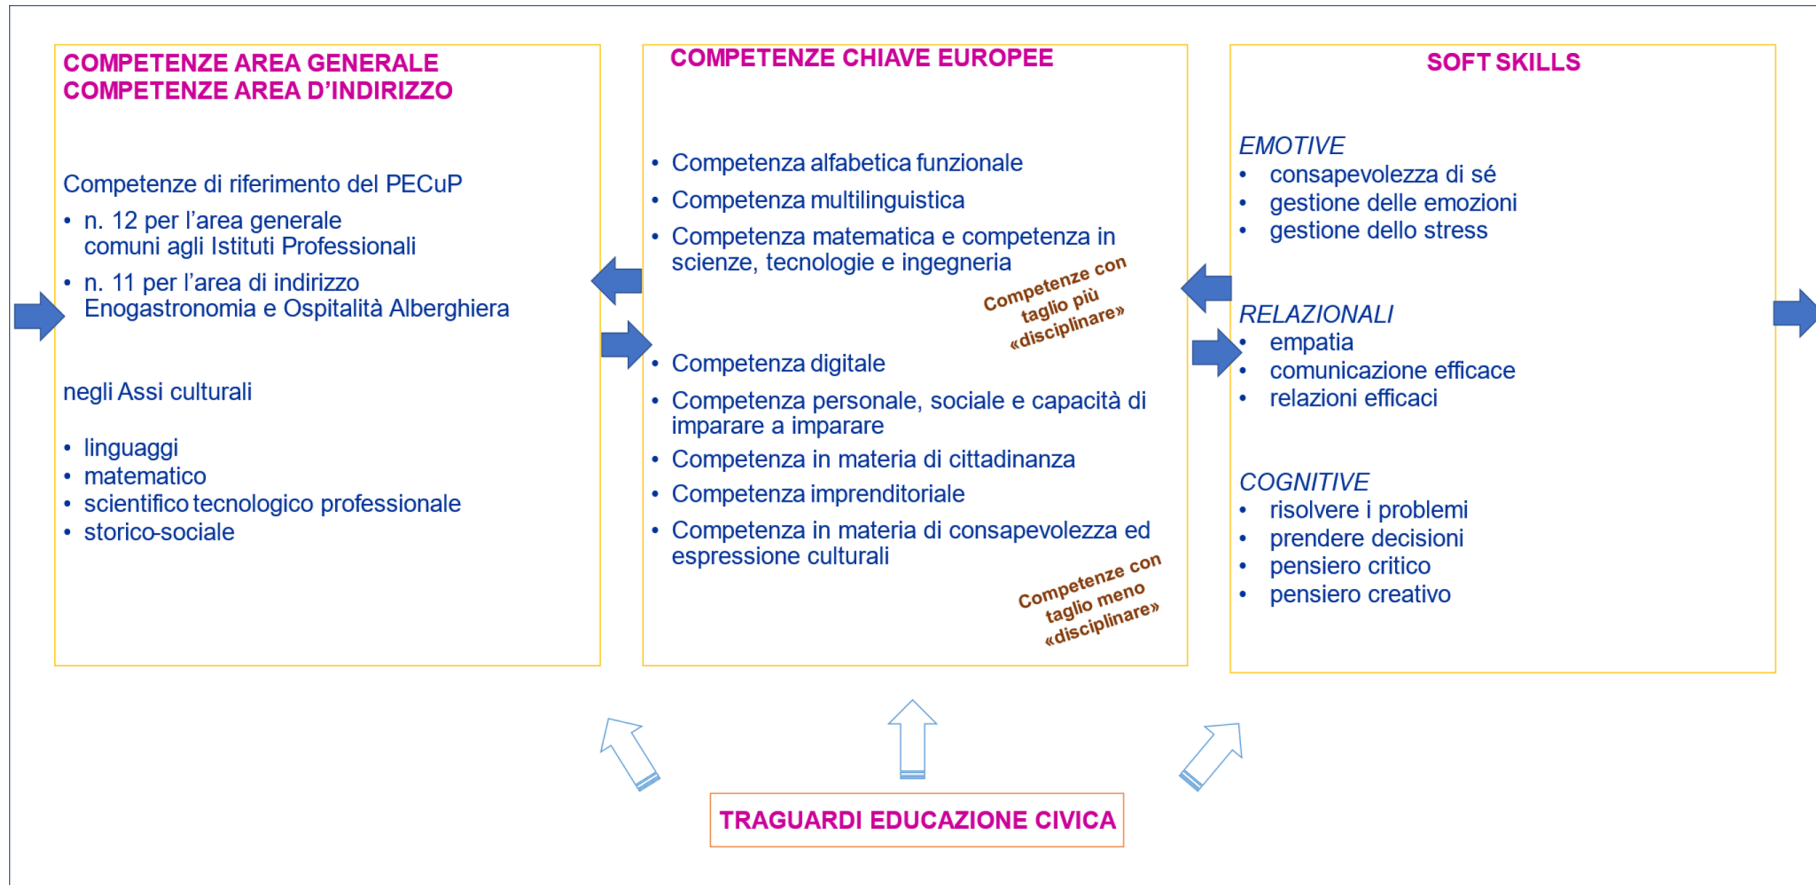 COMPETENZE AREA GENERALE
COMPETENZE AREA D'INDIRIZZO
Competenze di riferimento del PECuP
• n. 12 per l'area generale
comuni agli Istituti Professionali
• n. 11 per l'area di indirizzo
Enogastronomia e Ospitalità Alberghiera
negli Assi culturali
• linguaggi
• matematico
• scientifico tecnologico professionale
• storico-sociale
COMPETENZE CHIAVE EUROPEE
• Competenza alfabetica funzionale
• Competenza multilinguistica
• Competenza matematica e competenza in
scienze, tecnologie e ingegneria
Competenze con
taglio più
«disciplinare»
• Competenza digitale
• Competenza personale, sociale e capacità di
imparare a imparare
• Competenza in materia di cittadinanza
• Competenza imprenditoriale
• Competenza in materia di consapevolezza ed
espressione culturali
Competenze con
taglio meno
«disciplinare»
SOFT SKILLS
EMOTIVE
• consapevolezza di sé
• gestione delle emozioni
• gestione dello stress
RELAZIONALI
• empatia
• comunicazione efficace
• relazioni efficaci
COGNITIVE
• risolvere i problemi
• prendere decisioni
• pensiero critico
• pensiero creativo
TRAGUARDI EDUCAZIONE CIVICA